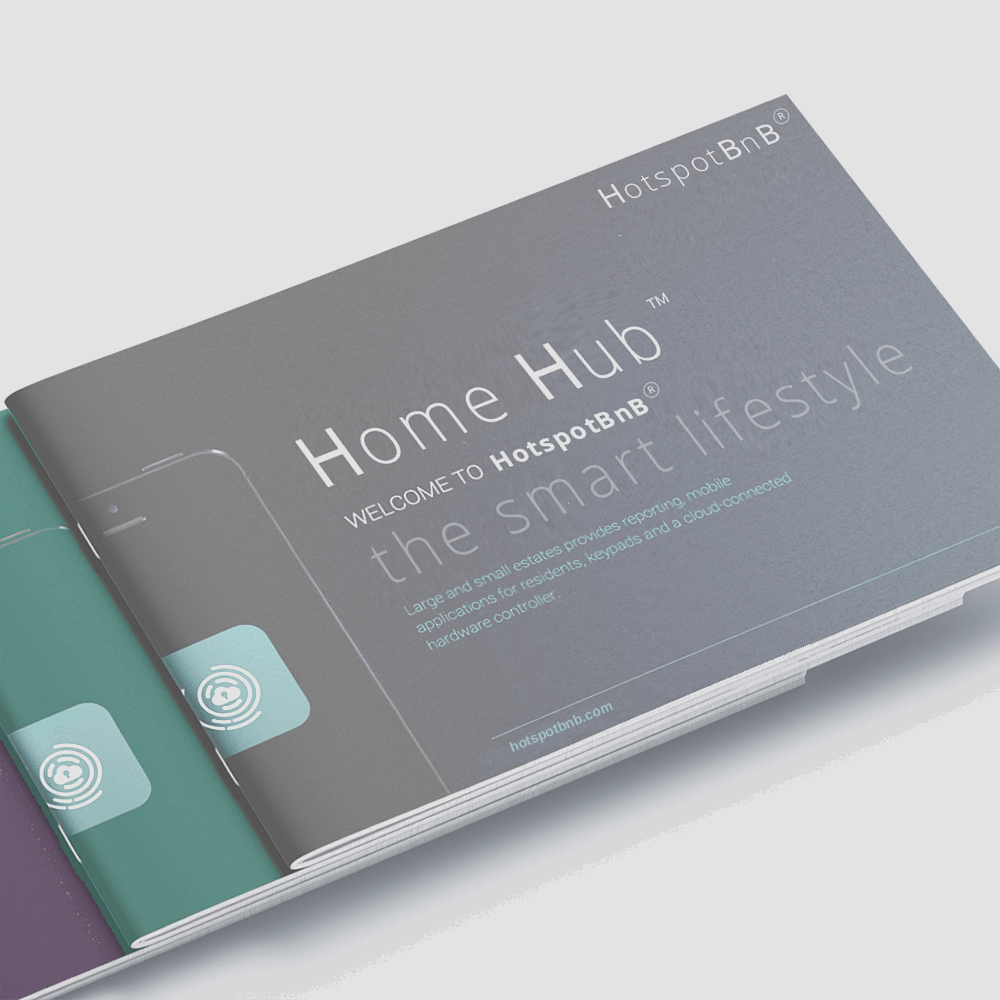 HotspotBnB®
Home Hub™
WELCOME TO HotspotBnB®
the smart lifestyle
Large and small estates provides reporting, mobile
applications for residents, keypads and a cloud-connected
hardware controller
hotspotbnb.com